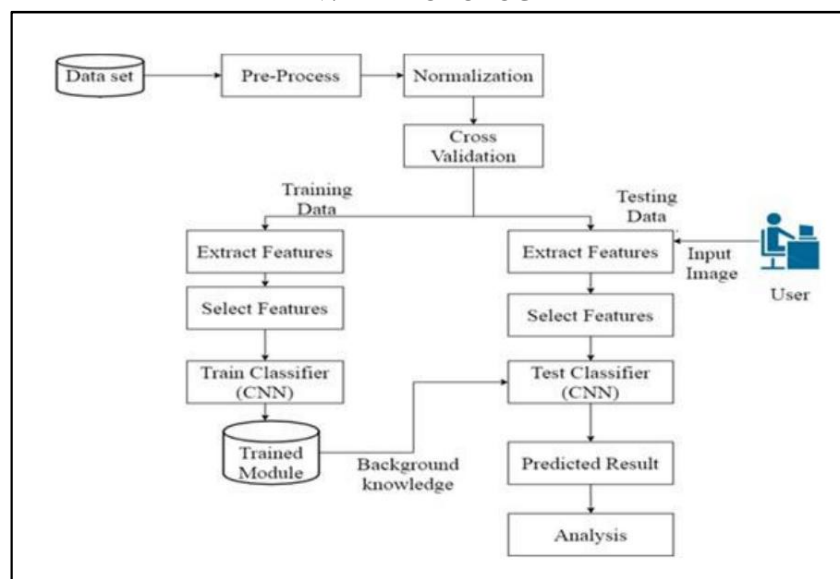 Data set
Pre-Process
Normalization
Cross
Validation
Training
Data
Testing
Data
Extract Features
Extract Features
Input
Image
User
Select Features
Select Features
Train Classifier
(CNN)
Test Classifier
(CNN)
Trained
Module
Background
knowledge
Predicted Result
Analysis